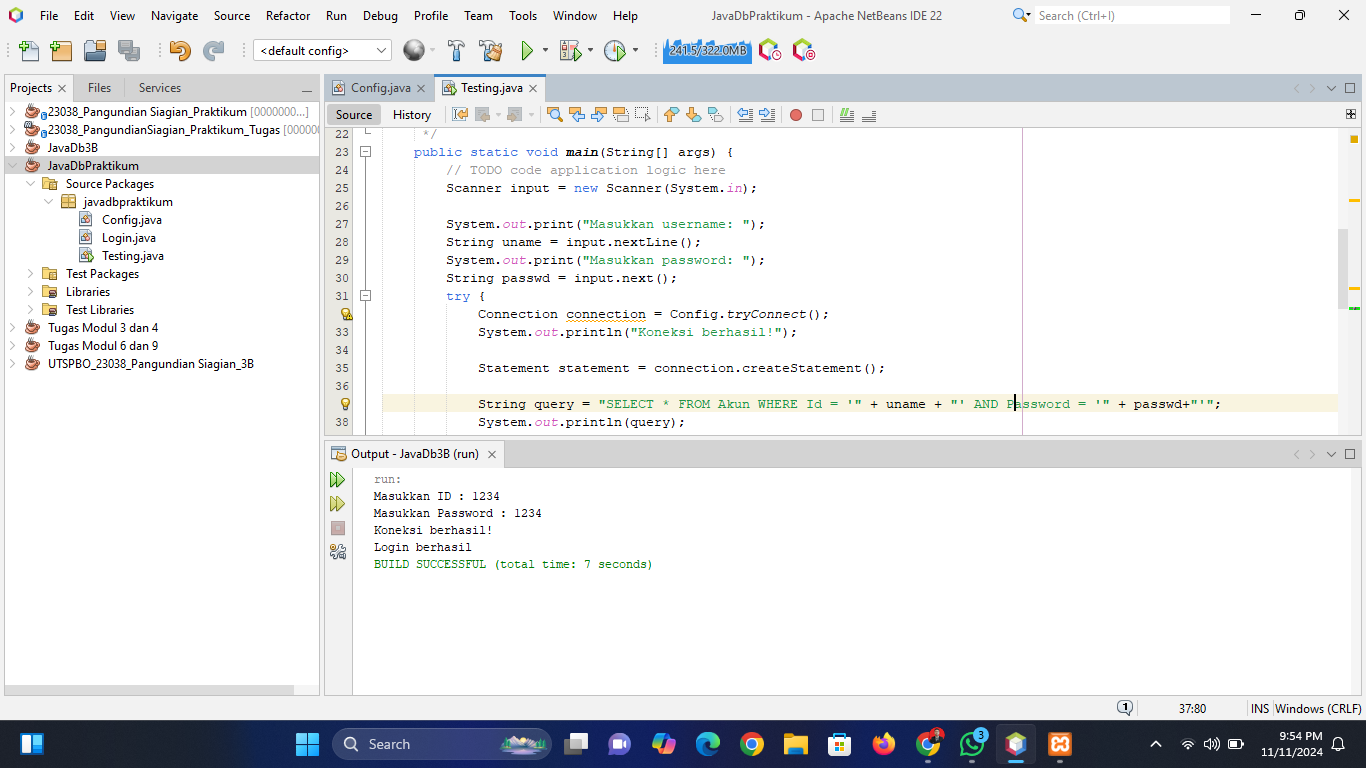 File Edit View Navigate Source Refactor Run Debug Profile Team Tools Window Help
JavaDbPraktikum - Apache NetBeans IDE 22
Search (Ctrl+I)
<default config>
241.5/322.0MB
Projects Files Services
23038_Pangundian Siagian_Praktikum [0000000...]
23038_PangundianSiagian_Praktikum_Tugas [00000
JavaDb3B
JavaDbPraktikum
Source Packages
javadbpraktikum
Config.java
Login.java
Testing.java
Test Packages
Libraries
Test Libraries
Tugas Modul 3 dan 4
Tugas Modul 6 dan 9
UTSPBO_23038_Pangundian Siagian_3B
Config.java Testing.java
Source History
22 */
23 public static void main(String[] args) {
24 // TODO code application logic here
25 Scanner input = new Scanner(System.in);
26
27 System.out.print("Masukkan username: ");
28 String uname = input.nextLine();
29 System.out.print("Masukkan password: ");
30 String passwd = input.next();
31 try {
Connection connection = Config.tryConnect();
33 System.out.println("Koneksi berhasil!");
34
35 Statement statement = connection.createStatement();
36
String query = "SELECT * FROM Akun WHERE Id = '" + uname + "' AND Password = '" + passwd+"'";
38 System.out.println(query);
Output - JavaDb3B (run)
run:
Masukkan ID : 1234
Masukkan Password : 1234
Koneksi berhasil!
Login berhasil
BUILD SUCCESSFUL (total time: 7 seconds)
1 37:80 INS Windows (CRLF)
Search
3
9:54 PM
11/11/2024